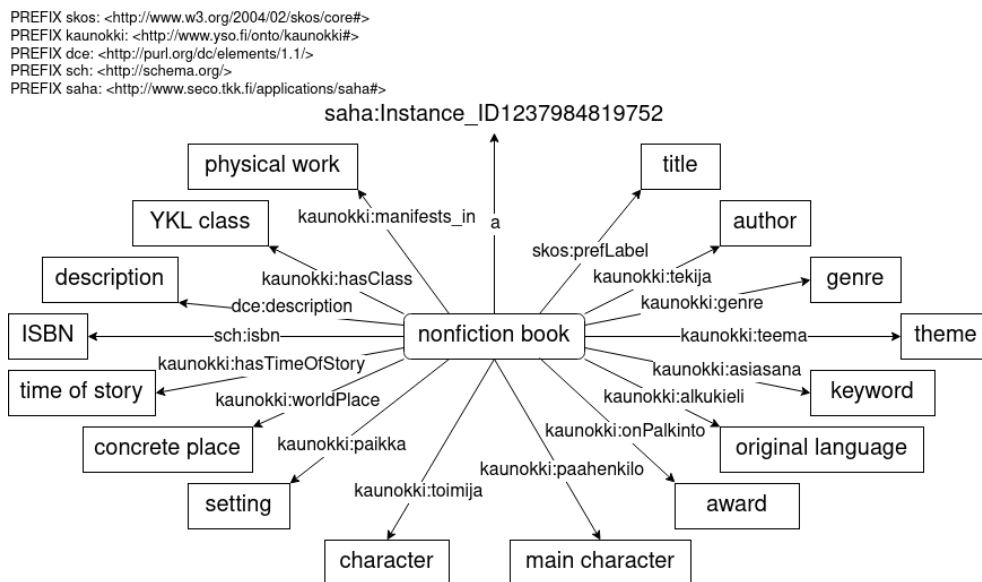 PREFIX skos: <http://www.w3.org/2004/02/skos/core#>
PREFIX kaunokki: <http://www.yso.fi/onto/kaunokki#>
PREFIX dce: <http://purl.org/dc/elements/1.1/>
PREFIX sch: <http://schema.org/>
PREFIX saha: <http://www.seco.tkk.fi/applications/saha#>
saha:Instance_ID1237984819752
physical work
title
kaunokki:manifests_in
a
YKL class
author
skos:prefLabel
kaunokki:hasClass
kaunokki:tekija
description
genre
dce:description
kaunokki:genre
ISBN
sch:isbn
nonfiction book
kaunokki:teema
theme
kaunokki:hasTimeOfStory
kaunokki:asiasana
time of story
keyword
kaunokki:worldPlace
kaunokki:alkukieli
concrete place
kaunokki:paikka
kaunokki:onPalkinto
original language
kaunokki:paahenkilo
setting
kaunokki:toimija
award
character
main character